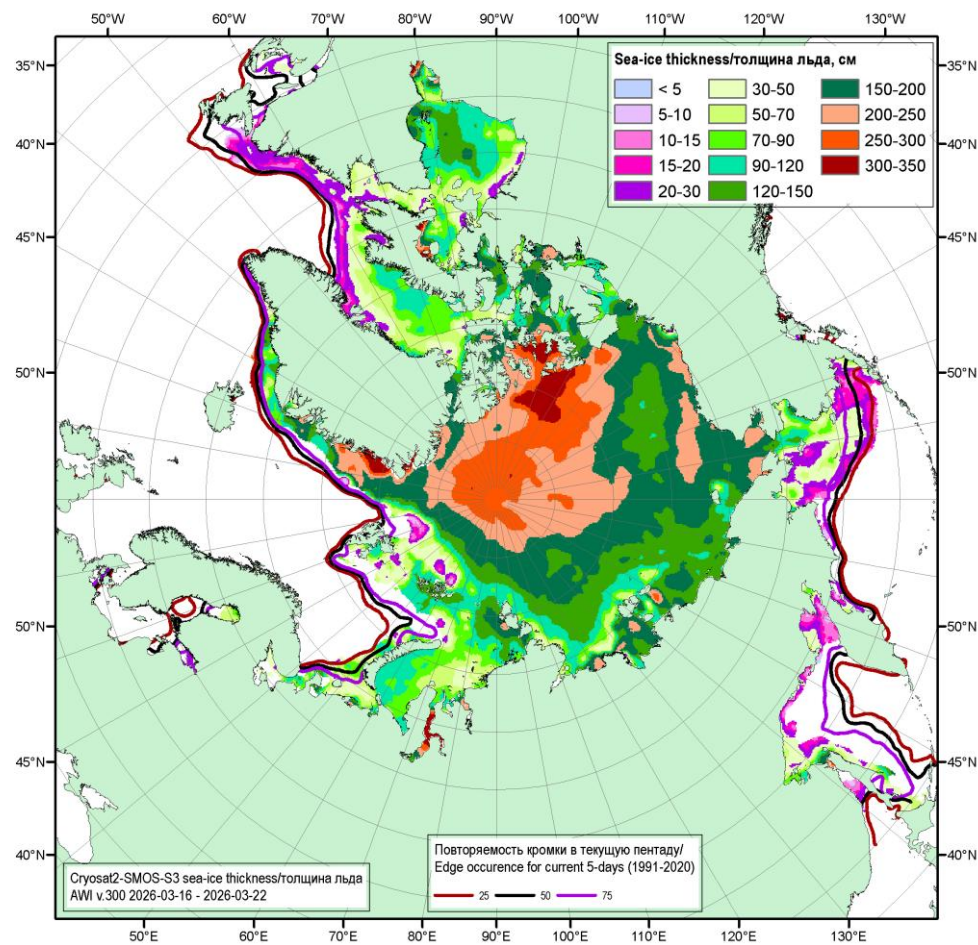 50°W 60°W 70°W 80°W 90°W 100°W 110°W 120°W 130°W
35°N 35°N
40°N 40°N
45°N 45°N
50°N 50°N
50°N 50°N
45°N 45°N
40°N 40°N
50°E 60°E 70°E 80°E 90°E 100°E 110°E 120°E 130°E
Sea-ice thickness/толщина льда, см
< 5 30-50 150-200
5-10 50-70 200-250
10-15 70-90 250-300
15-20 90-120 300-350
20-30 120-150
Cryosat2-SMOS-S3 sea-ice thickness/толщина льда
AWI v.300 2026-03-16 - 2026-03-22
Повторяемость кромки в текущую пентаду/
Edge occurence for current 5-days (1991-2020)
25 50 75